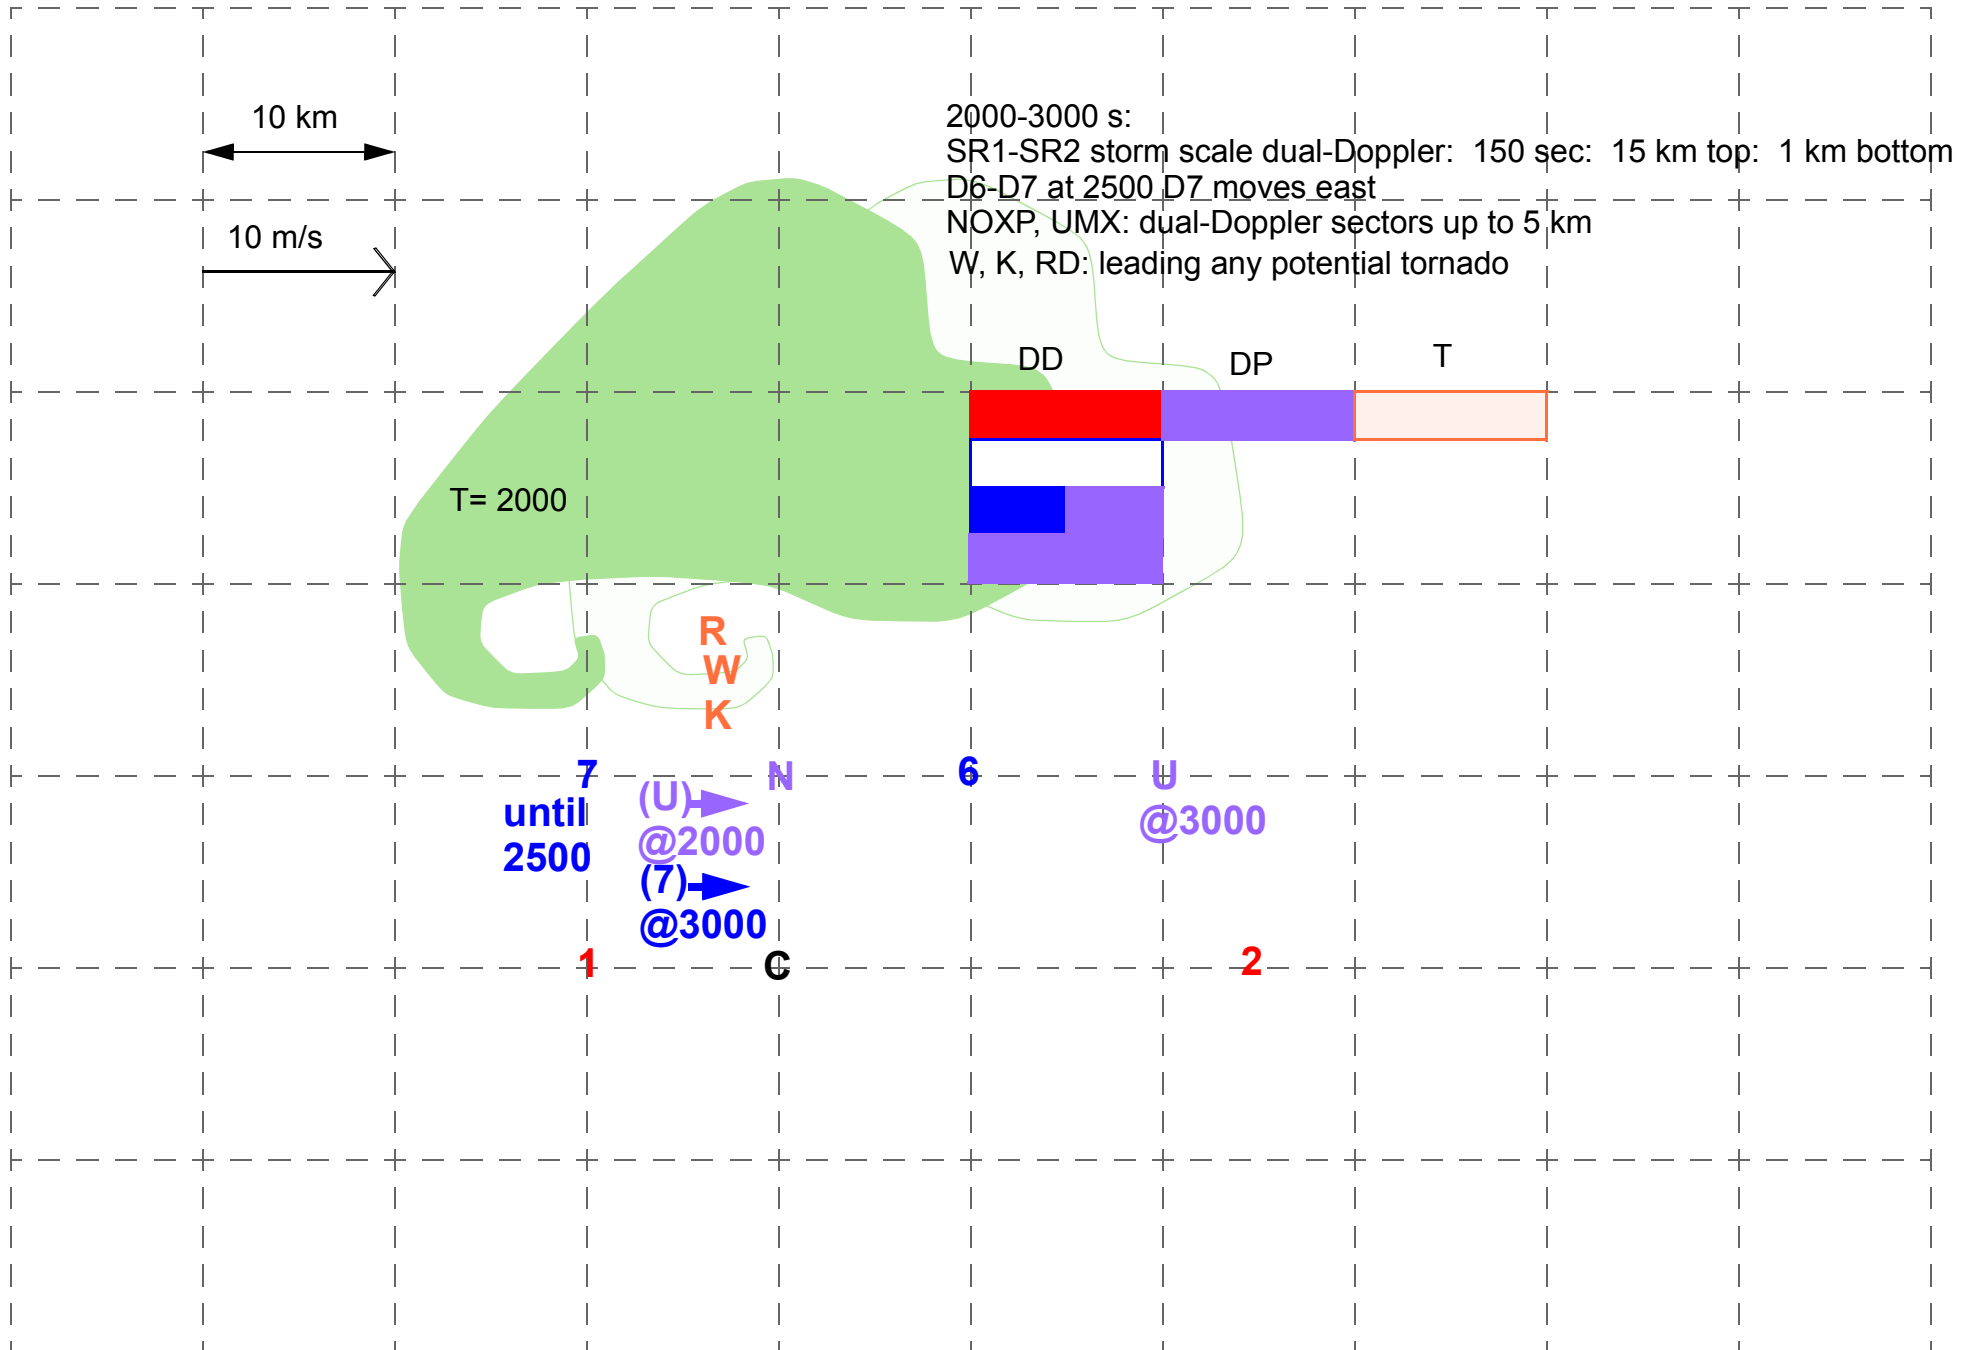 10 km
10 m/s
2000-3000 s:
SR1-SR2 storm scale dual-Doppler: 150 sec: 15 km top: 1 km bottom
D6-D7 at 2500 D7 moves east
NOXP, UMX: dual-Doppler sectors up to 5 km
W, K, RD: leading any potential tornado
DD
DP
T
T= 2000
R
W
K
7
until
2500
(U)
@2000
(7)
@3000
N
6
U
@3000
1
C
2